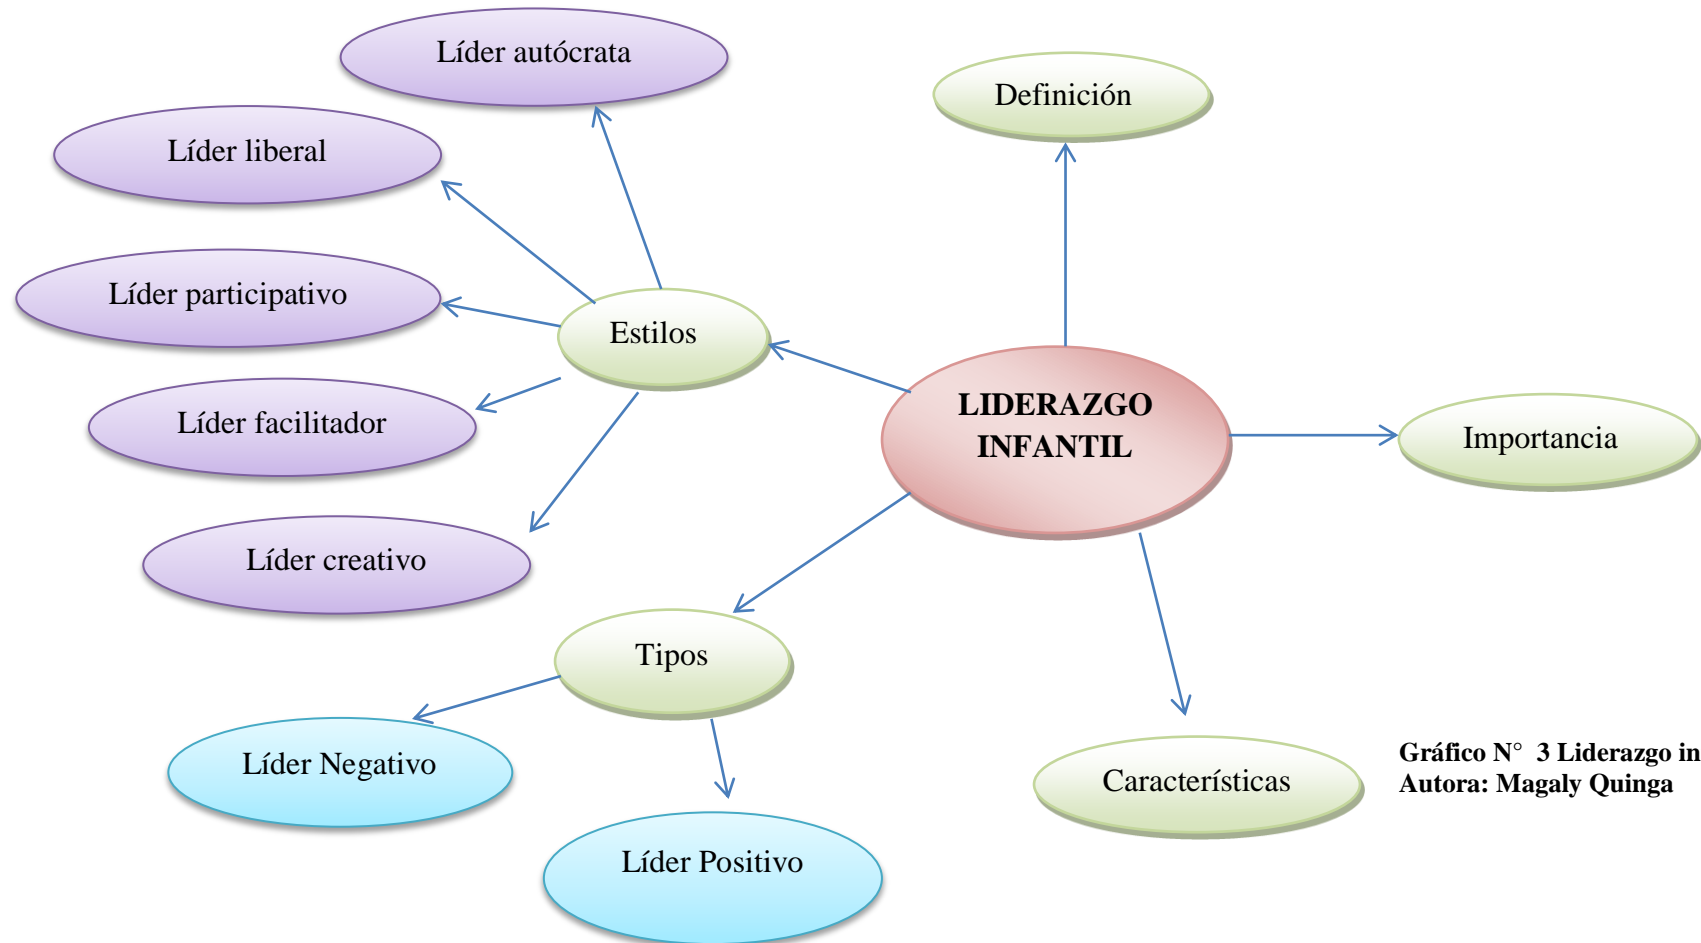 Líder autócrata
Definición
Líder liberal
Líder participativo
Estilos
LIDERAZGO
INFANTIL
Líder facilitador
Importancia
Líder creativo
Tipos
Líder Negativo
Líder Positivo
Característícas
Gráfico N° 3 Liderazgo in
Autora: Magaly Quinga